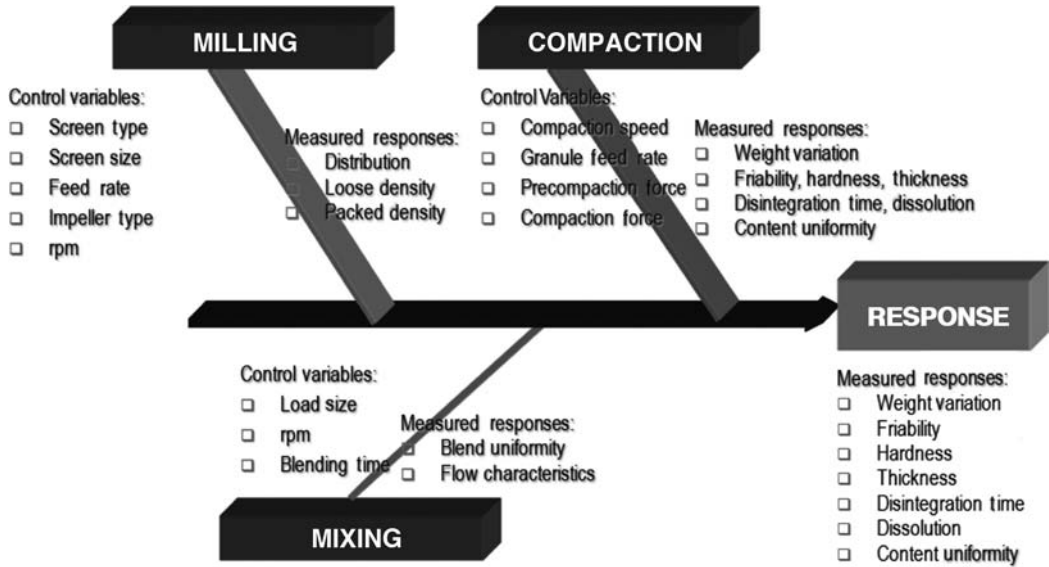 MILLING
Control variables:
Screen type
Screen size
Feed rate
Impeller type
rpm
Measured responses:
Distribution
Loose density
Packed density
COMPACTION
Control Variables:
Compaction speed
Granule feed rate
Precompaction force
Compaction force
Measured responses:
Weight variation
Friability, hardness, thickness
Disintegration time, dissolution
Content uniformity
Control variables:
Load size
rpm
Blending time
Measured responses:
Blend uniformity
Flow characteristics
MIXING
RESPONSE
Measured responses:
Weight variation
Friability
Hardness
Thickness
Disintegration time
Dissolution
Content uniformity